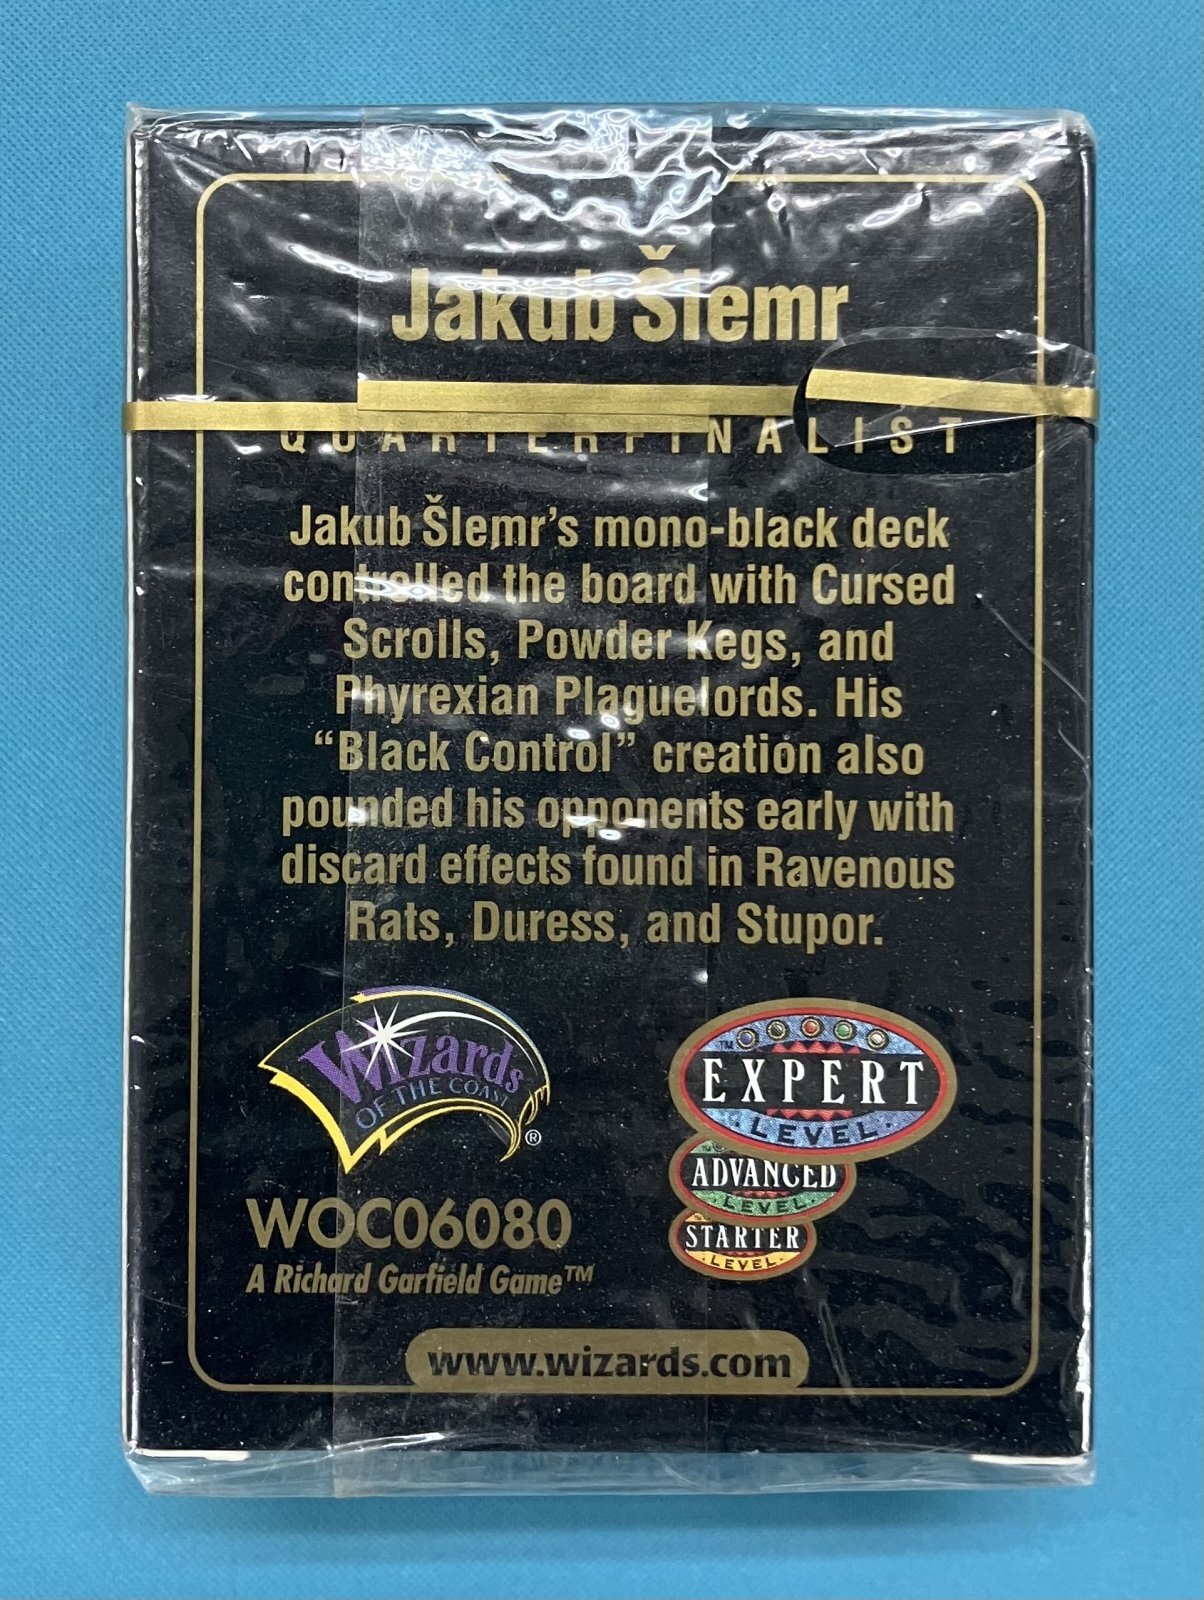 Jakub Šlemr
QUARTERFINALIST
Jakub Šlemr's mono-black deck
controlled the board with Cursed
Scrolls, Powder Kegs, and
Phyrexian Plaguelords. His
“Black Control” creation also
pounded his opponents early with
discard effects found in Ravenous
Rats, Duress, and Stupor.
Wizards
OF THE COAST
®
™
EXPERT
LEVEL
ADVANCED
LEVEL
STARTER
LEVEL
WOC06080
A Richard Garfield Game™
www.wizards.com